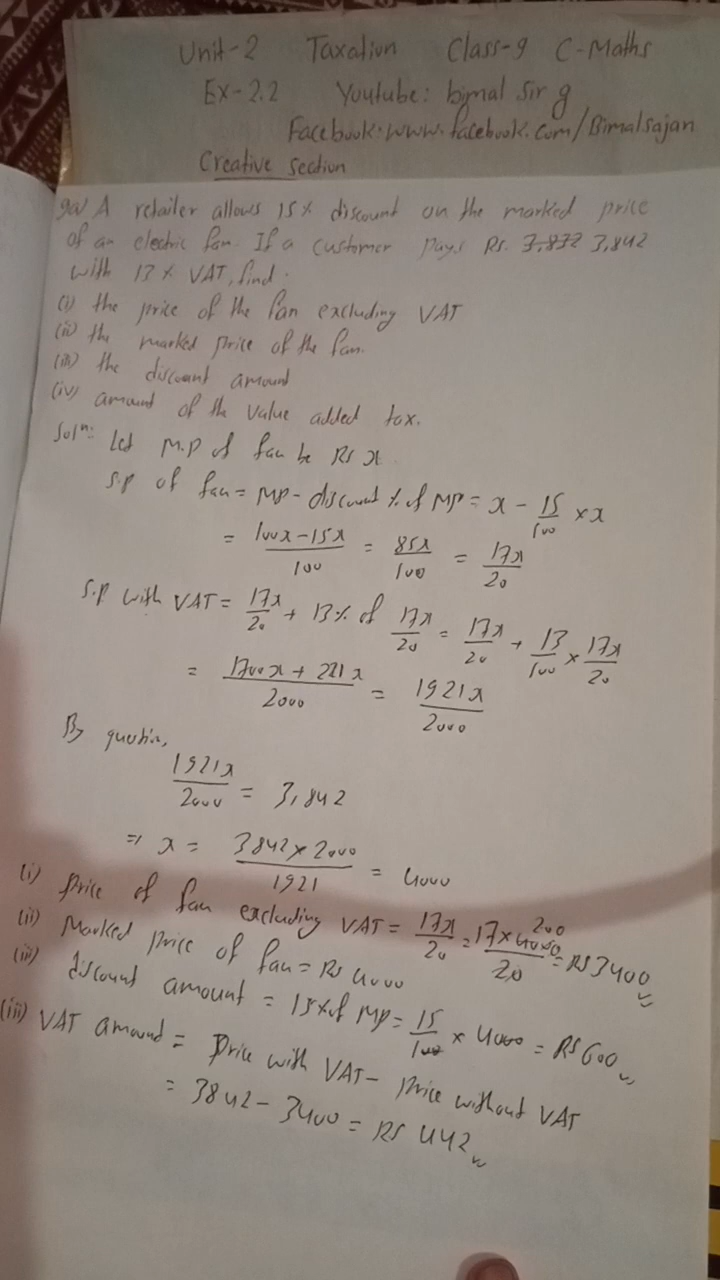 Unit-2 Taxation Class-9 C-Maths
Ex-2.2 Youtube: bimal sir g
Facebook:www.facebook.com/Bimalsajan
Creative section
9a) A retailer allows 15% discount on the marked price
of an electric fan. If a customer pays Rs. 3,832 3,842
with 13% VAT, find.
(i) the price of the fan excluding VAT
(ii) the marked price of the fan.
(iii) the discount amount
(iv) amount of the value added tax.
Solⁿ: Let M.P of fan be Rs x
S.P of fan = MP - discount % of MP = x - 15/100 × x
= 100x-15x/100 = 85x/100 = 17x/20
S.P with VAT = 17x/20 + 13% of 17x/20 = 17x/20 + 13/100 × 17x/20
= 1700x + 221x/2000 = 1921x/2000
By question,
1921x/2000 = 3,842
⇒ x = 3842×2000/1921 = 4000
(i) Price of fan excluding VAT = 17x/20 = 17×4000/20 200 = Rs 3400
(ii) Marked price of fan = Rs 4000
(iii) discount amount = 15% of MP = 15/100 × 4000 = Rs 600
(iii) VAT amount = Price with VAT - Price without VAT
= 3842 - 3400 = Rs 442